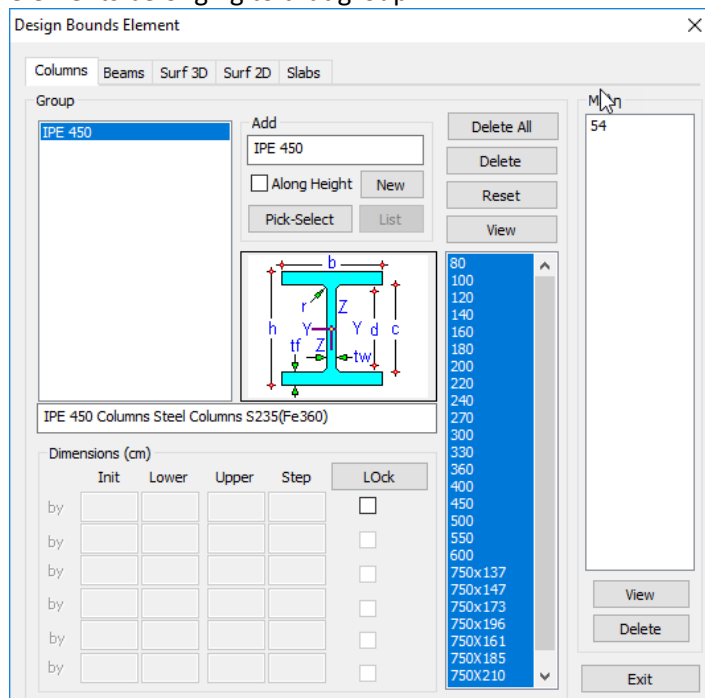 Design Bounds Element
Columns Beams Surf 3D Surf 2D Slabs
Group
IPE 450
Add
IPE 450
Along Height New
Pick-Select List
Delete All
Delete
Reset
View
54
b
r
Z
h Y Y d c
tf Z tw
80
100
120
140
160
180
200
220
240
270
300
330
360
400
450
500
550
600
750x137
750x147
750x173
750x196
750X161
750X185
750X210
IPE 450 Columns Steel Columns S235(Fe360)
Dimensions (cm)
Init Lower Upper Step LOck
by
by
by
by
by
by
View
Delete
Exit